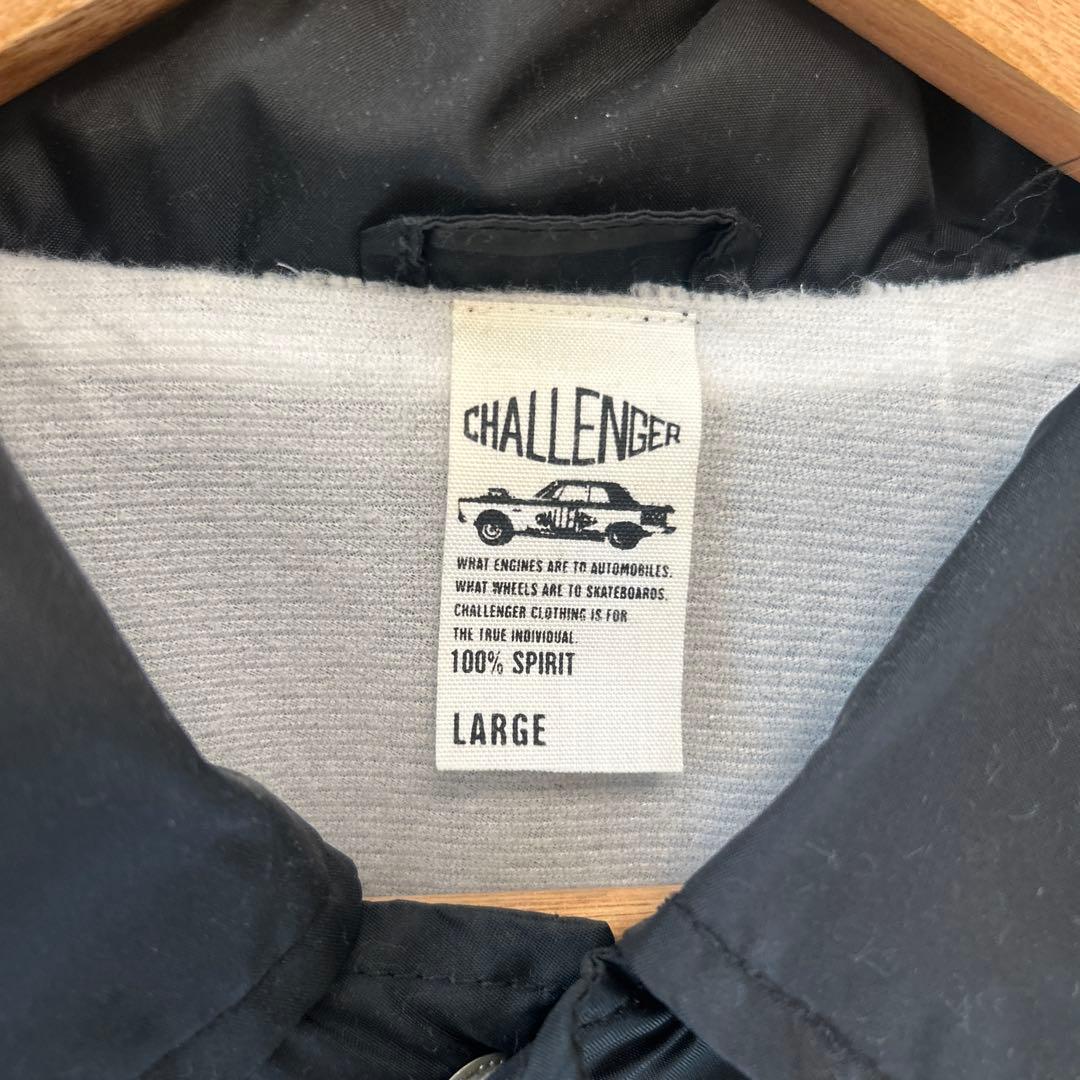 CHALLENGER
WHAT ENGINES ARE TO AUTOMOBILES.
WHAT WHEELS ARE TO SKATEBOARDS.
CHALLENGER CLOTHING IS FOR
THE TRUE INDIVIDUAL.
100% SPIRIT
LARGE